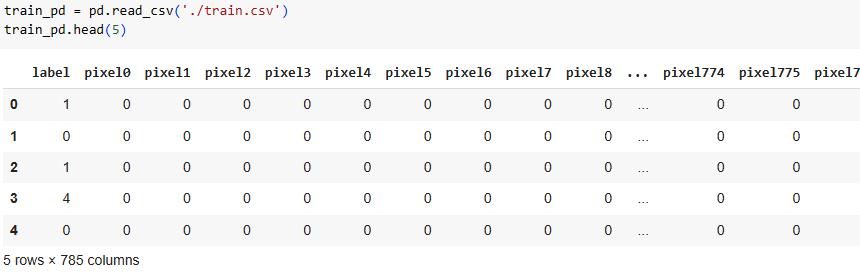 train_pd = pd.read_csv('./train.csv')
train_pd.head(5)
label pixel0 pixel1 pixel2 pixel3 pixel4 pixel5 pixel6 pixel7 pixel8 ... pixel774 pixel775 pixel7
0 1 0 0 0 0 0 0 0 0 0 ... 0 0
1 0 0 0 0 0 0 0 0 0 0 ... 0 0
2 1 0 0 0 0 0 0 0 0 0 ... 0 0
3 4 0 0 0 0 0 0 0 0 0 ... 0 0
4 0 0 0 0 0 0 0 0 0 0 ... 0 0
5 rows × 785 columns